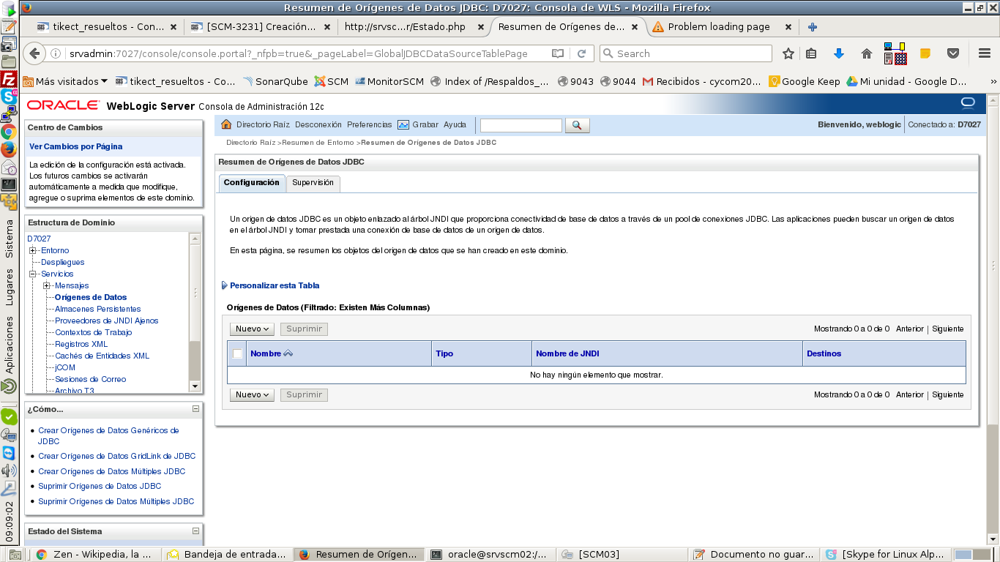 Resumen de Orígenes de Datos JDBC: D7027: Consola de WLS - Mozilla Firefox
tikect_resueltos - Con...
[SCM-3231] Creación...
http://srvsc...r/Estado.php
Resumen de Orígenes de...
Problem loading page
srvadmin:7027/console/console.portal?_nfpb=true&_pageLabel=GlobalJDBCDataSourceTablePage
Search
Más visitados
tikect_resueltos - Co...
SonarQube
SCM
MonitorSCM
Index of /Respaldos_...
9043
9044
Recibidos - cycom20...
Google Keep
Mi unidad - Google D...
»
ORACLE WebLogic Server Consola de Administración 12c
Centro de Cambios
Ver Cambios por Página
La edición de la configuración está activada.
Los futuros cambios se activarán
automáticamente a medida que modifique,
agregue o suprima elementos de este dominio.
Estructura de Dominio
D7027
Entorno
Despliegues
Servicios
Mensajes
Orígenes de Datos
Almacenes Persistentes
Proveedores de JNDI Ajenos
Contextos de Trabajo
Registros XML
Cachés de Entidades XML
jCOM
Sesiones de Correo
Archivo T3
¿Cómo...
Crear Orígenes de Datos Genéricos de
JDBC
Crear Orígenes de Datos GridLink de JDBC
Crear Orígenes de Datos Múltiples JDBC
Suprimir Orígenes de Datos JDBC
Suprimir Orígenes de Datos Múltiples JDBC
Estado del Sistema
Directorio Raíz Desconexión Preferencias Grabar Ayuda
Bienvenido, weblogic
Conectado a: D7027
Directorio Raíz >Resumen de Entorno >Resumen de Orígenes de Datos JDBC
Resumen de Orígenes de Datos JDBC
Configuración
Supervisión
Un origen de datos JDBC es un objeto enlazado al árbol JNDI que proporciona conectividad de base de datos a través de un pool de conexiones JDBC. Las aplicaciones pueden buscar un origen de datos
en el árbol JNDI y tomar prestada una conexión de base de datos de un origen de datos.
En esta página, se resumen los objetos del origen de datos que se han creado en este dominio.
Personalizar esta Tabla
Orígenes de Datos (Filtrado: Existen Más Columnas)
Nuevo Suprimir
Mostrando 0 a 0 de 0 Anterior | Siguiente
Nombre
Tipo
Nombre de JNDI
Destinos
No hay ningún elemento que mostrar.
Nuevo Suprimir
Mostrando 0 a 0 de 0 Anterior | Siguiente
Sistema
Lugares
Aplicaciones
09:09:02
Zen - Wikipedia, la ...
Bandeja de entrada...
Resumen de Orígen...
oracle@srvscm02:/...
[SCM03]
Documento no guar...
[Skype for Linux Alp...